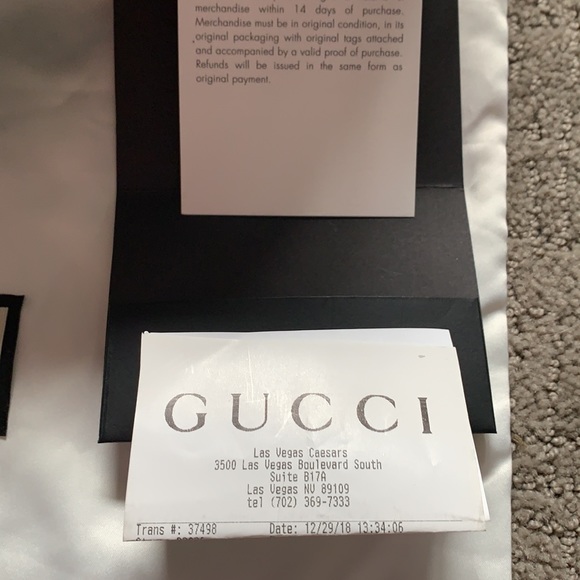 merchandise within 14 days of purchase.
Merchandise must be in original condition, in its
original packaging with original tags attached
and accompanied by a valid proof of purchase.
Refunds will be issued in the same form as
original payment.
GUCCI
Las Vegas Caesars
3500 Las Vegas Boulevard South
Suite B17A
Las Vegas NV 89109
tel (702) 369-7333
Trans #: 37498 Date: 12/29/18 13:34:06